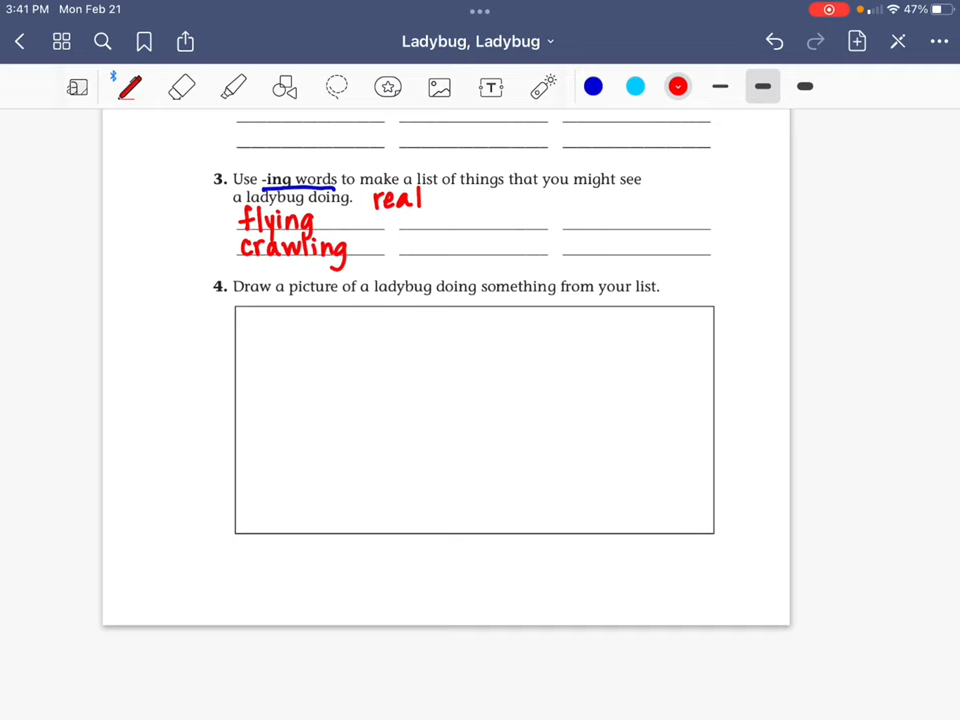 3:41 PM Mon Feb 21
47%
Ladybug, Ladybug
T
3. Use -ing words to make a list of things that you might see
a ladybug doing. real
flying
crawling
4. Draw a picture of a ladybug doing something from your list.